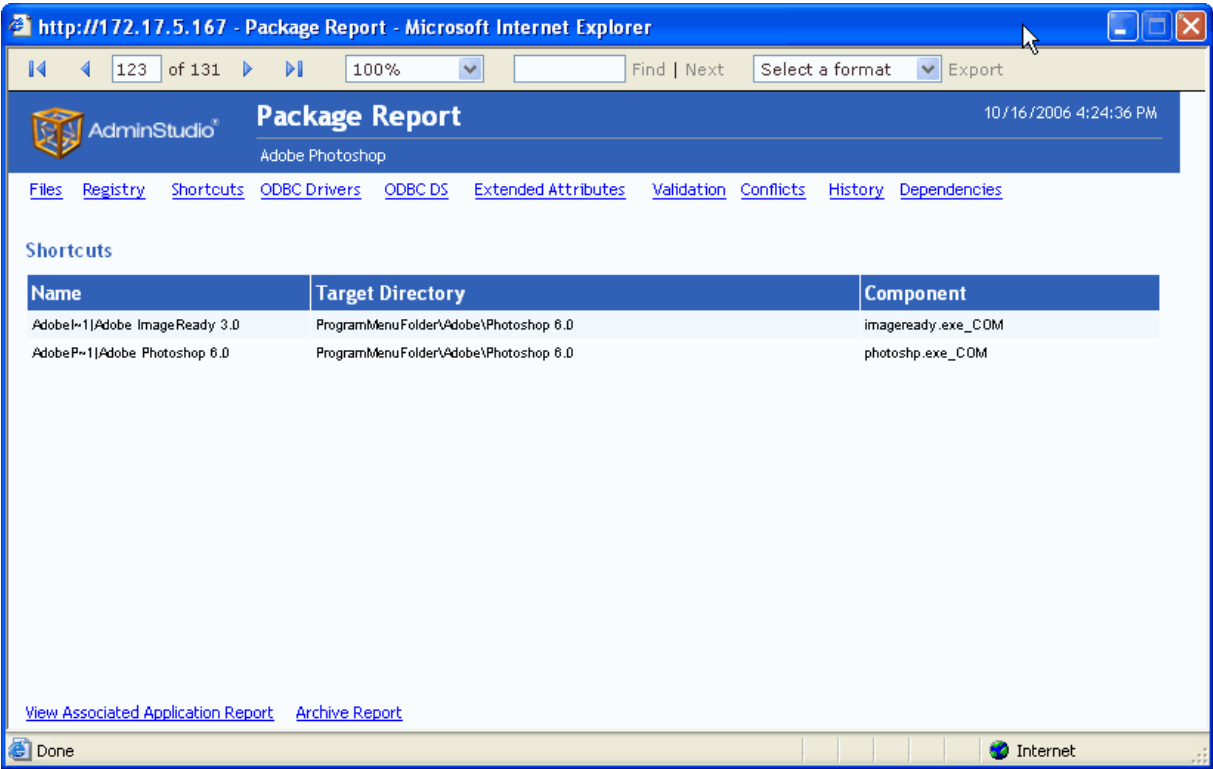 http://172.17.5.167 - Package Report - Microsoft Internet Explorer
123 of 131 100% Find | Next Select a format Export
AdminStudio® Package Report 10/16/2006 4:24:36 PM
Adobe Photoshop
Files Registry Shortcuts ODBC Drivers ODBC DS Extended Attributes Validation Conflicts History Dependencies
Shortcuts
Name Target Directory Component
AdobeI~1|Adobe ImageReady 3.0 ProgramMenuFolder\Adobe\Photoshop 6.0 imageready.exe_COM
AdobeP~1|Adobe Photoshop 6.0 ProgramMenuFolder\Adobe\Photoshop 6.0 photoshp.exe_COM
View Associated Application Report Archive Report
Done Internet